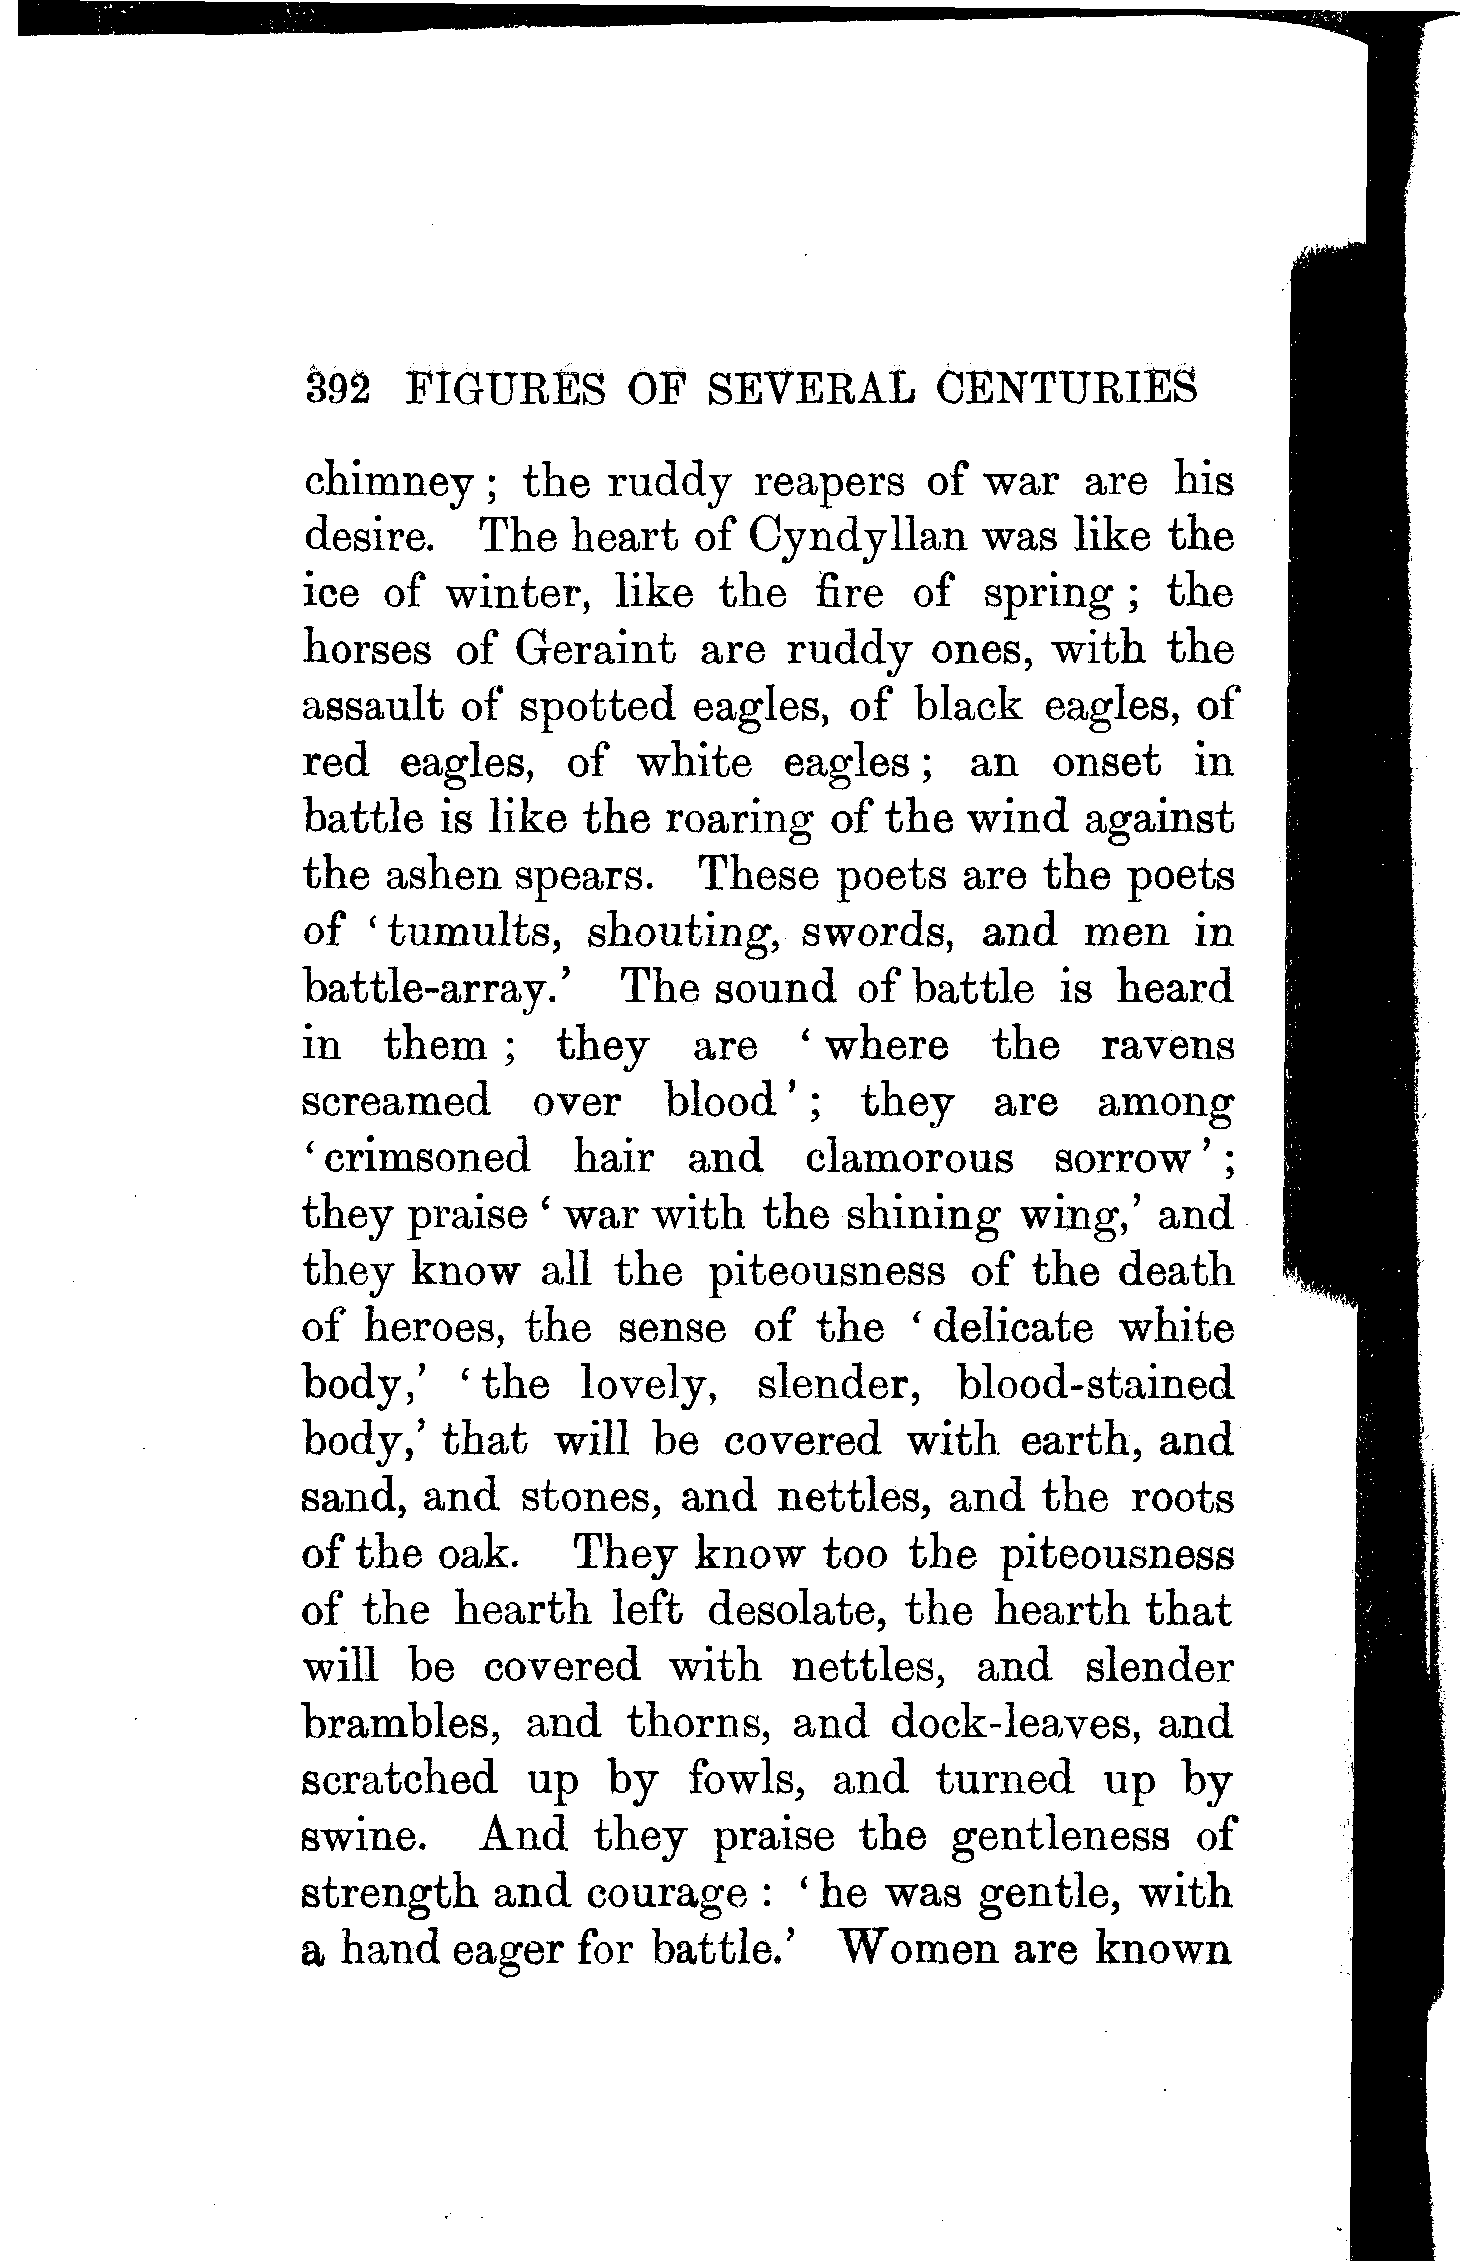 392 FIGURES OF SEVERAL CENTURIES
chimney ; the ruddy reapers of war are his
desire. The heart of Cyndyllan was like the
ice of winter, like the fire of spring ; the
horses of Geraint are ruddy ones, with the
assault of spotted eagles, of black eagles, of
red eagles, of white eagles ; an onset in
battle is like the roaring of the wind against
the ashen spears. These poets are the poets
of ‘ tumults, shouting, swords, and men in
battle-array.’ The sound of battle is heard
in them ; they are ‘ where the ravens
screamed over blood ’ ; they are among
‘ crimsoned hair and clamorous sorrow ’ ;
they praise ‘ war with the shining wing,’ and
they know all the piteousness of the death
of heroes, the sense of the ‘ delicate white
body,’ ‘ the lovely, slender, blood-stained
body,’ that will be covered with earth, and
sand, and stones, and nettles, and the roots
of the oak. They know too the piteousness
of the hearth left desolate, the hearth that
will be covered with nettles, and slender
brambles, and thorns, and dock-leaves, and
scratched up by fowls, and turned up by
swine. And they praise the gentleness of
strength and courage : ‘ he was gentle, with
a hand eager for battle.’ Women are known